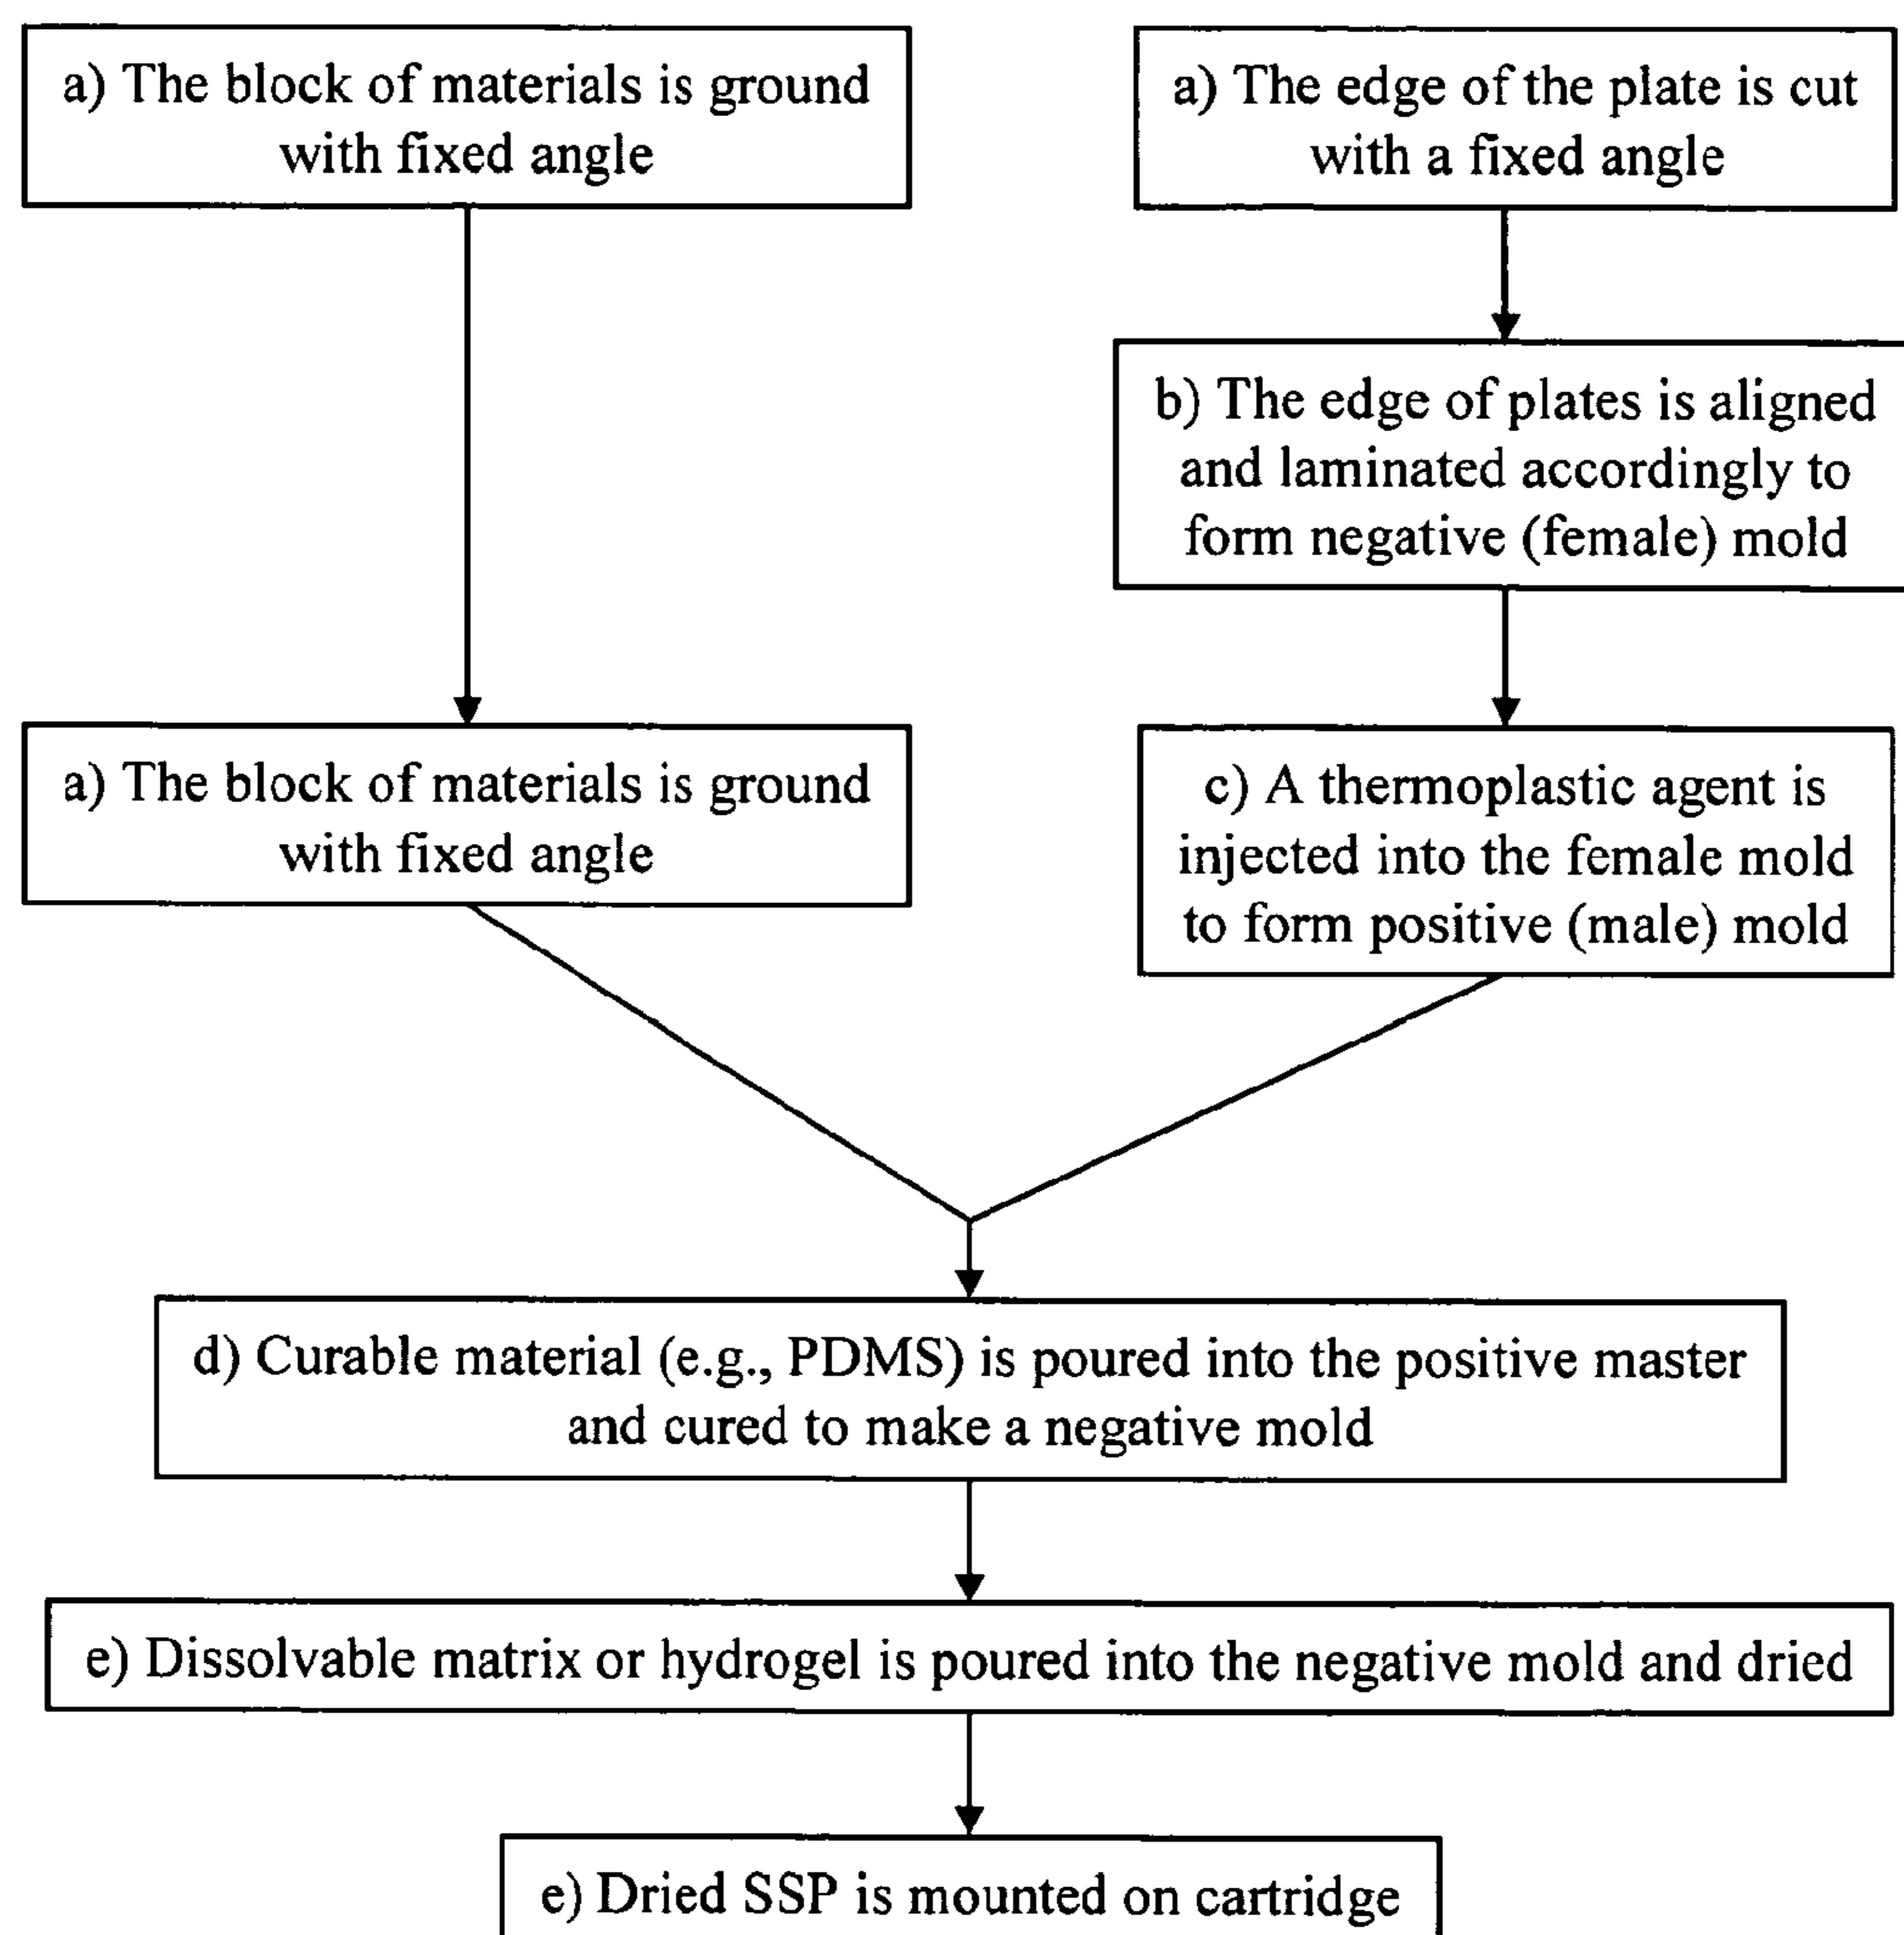 a) The block of materials is ground
with fixed angle
a) The edge of the plate is cut
with a fixed angle
b) The edge of plates is aligned
and laminated accordingly to
form negative (female) mold
a) The block of materials is ground
with fixed angle
c) A thermoplastic agent is
injected into the female mold
to form positive (male) mold
d) Curable material (e.g., PDMS) is poured into the positive master
and cured to make a negative mold
e) Dissolvable matrix or hydrogel is poured into the negative mold and dried
e) Dried SSP is mounted on cartridge